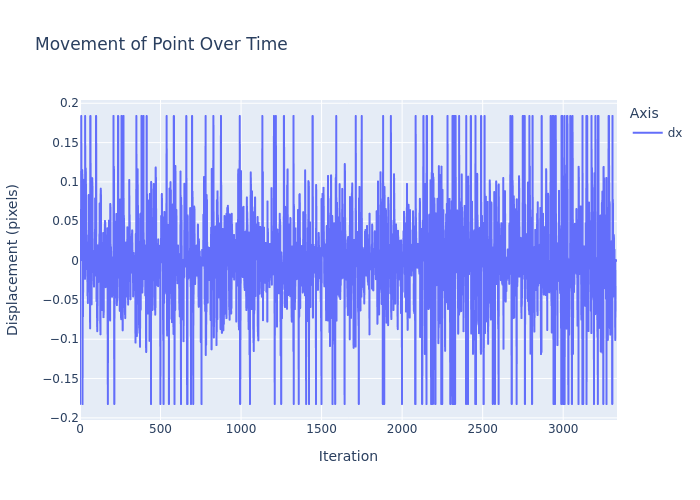 Movement of Point Over Time
Axis
dx
Displacement (pixels)
0.2
0.15
0.1
0.05
0
−0.05
−0.1
−0.15
−0.2
0 500 1000 1500 2000 2500 3000
Iteration